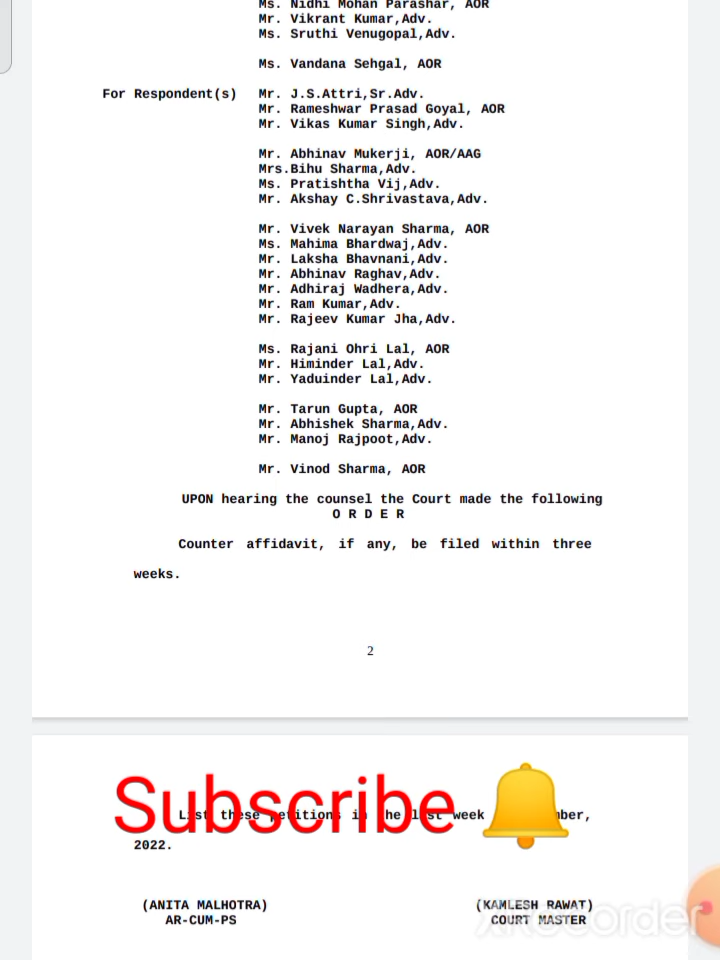 Ms. Nidhi Mohan Parashar, AOR
Mr. Vikrant Kumar,Adv.
Ms. Sruthi Venugopal,Adv.
Ms. Vandana Sehgal, AOR
For Respondent(s) Mr. J.S.Attri,Sr.Adv.
Mr. Rameshwar Prasad Goyal, AOR
Mr. Vikas Kumar Singh,Adv.
Mr. Abhinav Mukerji, AOR/AAG
Mrs.Bihu Sharma,Adv.
Ms. Pratishtha Vij,Adv.
Mr. Akshay C.Shrivastava,Adv.
Mr. Vivek Narayan Sharma, AOR
Ms. Mahima Bhardwaj,Adv.
Mr. Laksha Bhavnani,Adv.
Mr. Abhinav Raghav,Adv.
Mr. Adhiraj Wadhera,Adv.
Mr. Ram Kumar,Adv.
Mr. Rajeev Kumar Jha,Adv.
Ms. Rajani Ohri Lal, AOR
Mr. Himinder Lal,Adv.
Mr. Yaduinder Lal,Adv.
Mr. Tarun Gupta, AOR
Mr. Abhishek Sharma,Adv.
Mr. Manoj Rajpoot,Adv.
Mr. Vinod Sharma, AOR
UPON hearing the counsel the Court made the following
O R D E R
Counter affidavit, if any, be filed within three
weeks.
2
Subscribe
List these petitions in the last week
2022.
(ANITA MALHOTRA) (KAMLESH RAWAT)
AR-CUM-PS COURT MASTER
XRecorder